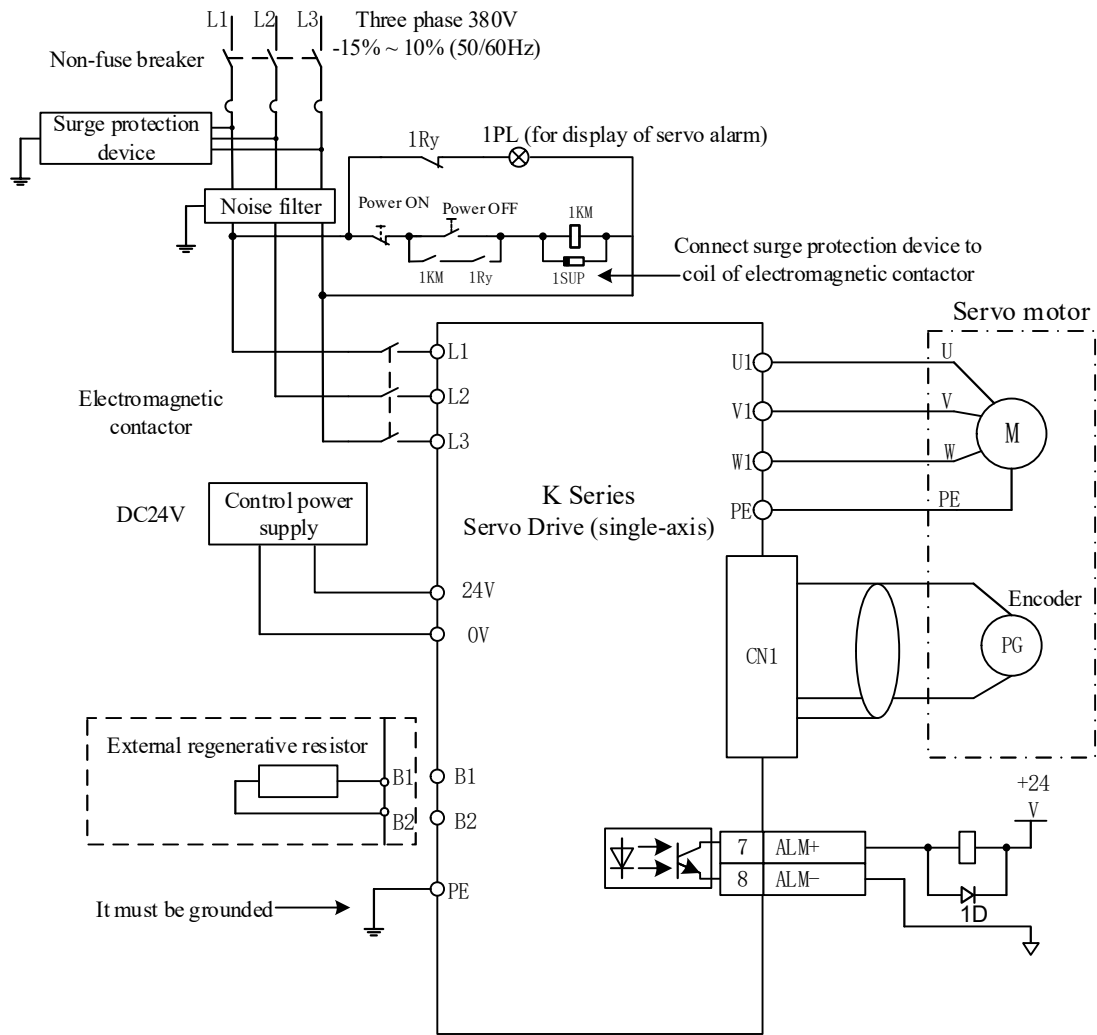 L1 L2 L3
Three phase 380V
-15% ~ 10% (50/60Hz)
Non-fuse breaker
Surge protection
device
1Ry
1PL (for display of servo alarm)
Noise filter
Power ON
Power OFF
1KM
1KM
1Ry
1SUP
Connect surge protection device to
coil of electromagnetic contactor
Servo motor
L1
L2
L3
Electromagnetic
contactor
U1
V1
W1
PE
U
V
W
PE
M
K Series
Servo Drive (single-axis)
DC24V
Control power
supply
24V
0V
CN1
Encoder
PG
External regenerative resistor
B1
B2
B1
B2
PE
It must be grounded
7 ALM+
8 ALM-
+24
V
1D